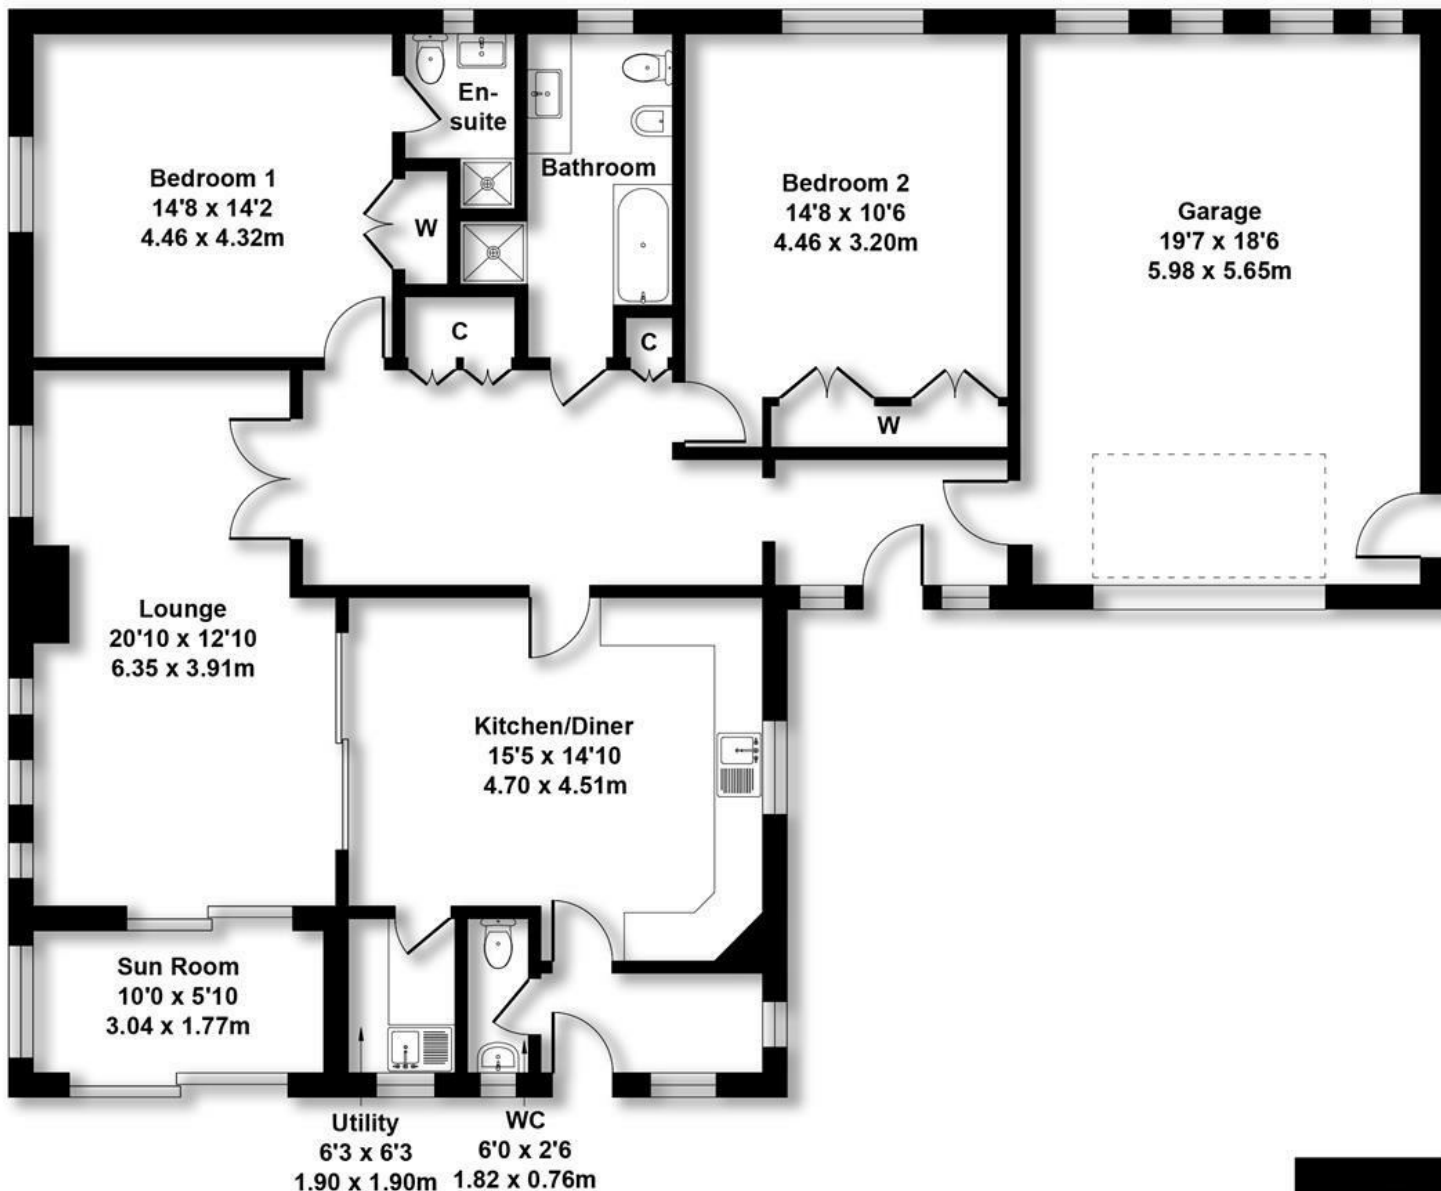 En-
suite
Bathroom
Bedroom 1
14'8 x 14'2
4.46 x 4.32m
W
Bedroom 2
14'8 x 10'6
4.46 x 3.20m
Garage
19'7 x 18'6
5.98 x 5.65m
C
C
W
Lounge
20'10 x 12'10
6.35 x 3.91m
Kitchen/Diner
15'5 x 14'10
4.70 x 4.51m
Sun Room
10'0 x 5'10
3.04 x 1.77m
Utility
6'3 x 6'3
1.90 x 1.90m
WC
6'0 x 2'6
1.82 x 0.76m